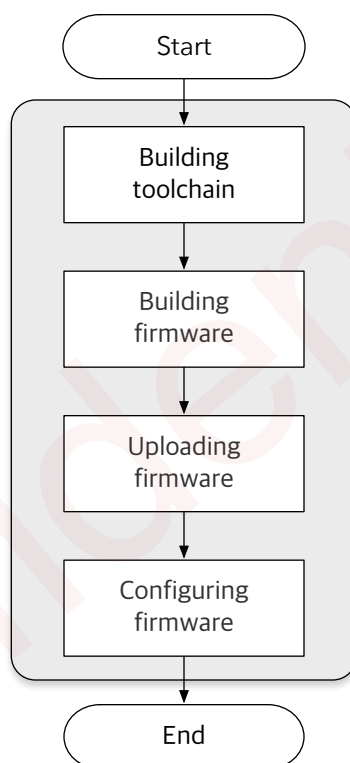 Start
Building
toolchain
Building
firmware
Uploading
firmware
Configuring
firmware
End